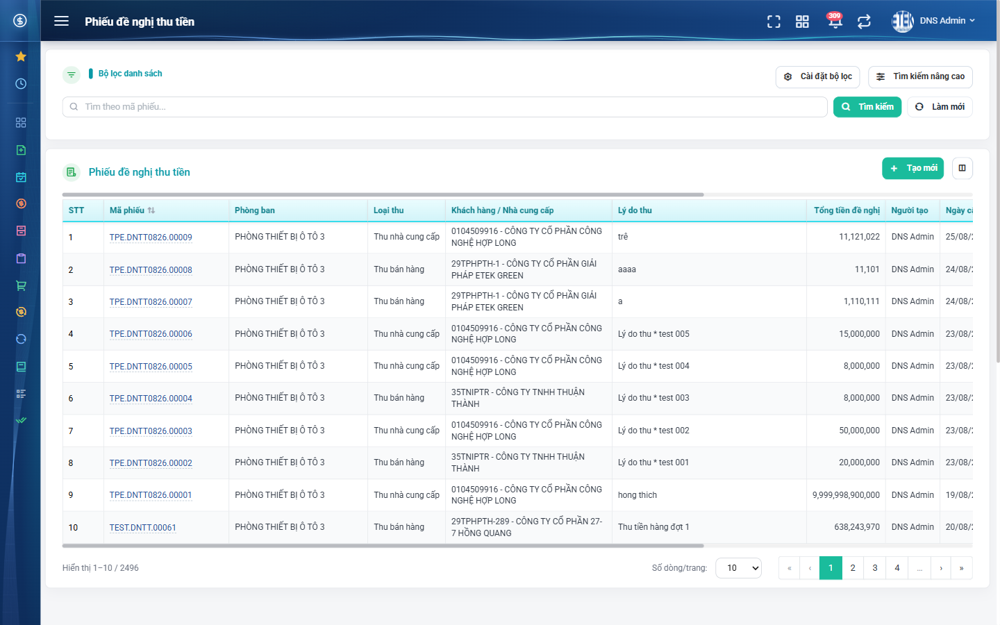 Phiếu đề nghị thu tiền
309
DNS Admin
Bộ lọc danh sách
Cài đặt bộ lọc
Tìm kiếm nâng cao
Tìm theo mã phiếu...
Tìm kiếm
Làm mới
Phiếu đề nghị thu tiền
Tạo mới
STT Mã phiếu Phòng ban Loại thu Khách hàng / Nhà cung cấp Lý do thu Tổng tiền đề nghị Người tạo Ngày cầ
1 TPE.DNTT0826.00009 PHÒNG THIẾT BỊ Ô TÔ 3 Thu nhà cung cấp 0104509916 - CÔNG TY CỔ PHẦN CÔNG trê 11,121,022 DNS Admin 25/08/2
NGHỆ HỢP LONG
2 TPE.DNTT0826.00008 PHÒNG THIẾT BỊ Ô TÔ 3 Thu bán hàng 29TPHPTH-1 - CÔNG TY CỔ PHẦN GIẢI aaaa 11,101 DNS Admin 24/08/2
PHÁP ETEK GREEN
3 TPE.DNTT0826.00007 PHÒNG THIẾT BỊ Ô TÔ 3 Thu bán hàng 29TPHPTH-1 - CÔNG TY CỔ PHẦN GIẢI a 1,110,111 DNS Admin 24/08/2
PHÁP ETEK GREEN
4 TPE.DNTT0826.00006 PHÒNG THIẾT BỊ Ô TÔ 3 Thu nhà cung cấp 0104509916 - CÔNG TY CỔ PHẦN CÔNG Lý do thu * test 005 15,000,000 DNS Admin 23/08/2
NGHỆ HỢP LONG
5 TPE.DNTT0826.00005 PHÒNG THIẾT BỊ Ô TÔ 3 Thu nhà cung cấp 0104509916 - CÔNG TY CỔ PHẦN CÔNG Lý do thu * test 004 8,000,000 DNS Admin 23/08/2
NGHỆ HỢP LONG
6 TPE.DNTT0826.00004 PHÒNG THIẾT BỊ Ô TÔ 3 Thu bán hàng 35TNIPTR - CÔNG TY TNHH THUẬN Lý do thu * test 003 8,000,000 DNS Admin 23/08/2
THÀNH
7 TPE.DNTT0826.00003 PHÒNG THIẾT BỊ Ô TÔ 3 Thu nhà cung cấp 0104509916 - CÔNG TY CỔ PHẦN CÔNG Lý do thu * test 002 50,000,000 DNS Admin 23/08/2
NGHỆ HỢP LONG
8 TPE.DNTT0826.00002 PHÒNG THIẾT BỊ Ô TÔ 3 Thu bán hàng 35TNIPTR - CÔNG TY TNHH THUẬN Lý do thu * test 001 20,000,000 DNS Admin 23/08/2
THÀNH
9 TPE.DNTT0826.00001 PHÒNG THIẾT BỊ Ô TÔ 3 Thu nhà cung cấp 0104509916 - CÔNG TY CỔ PHẦN CÔNG hong thich 9,999,998,900,000 DNS Admin 19/08/2
NGHỆ HỢP LONG
10 TEST.DNTT.00061 PHÒNG THIẾT BỊ Ô TÔ 3 Thu bán hàng 29TPHPTH-289 - CÔNG TY CỔ PHẦN 27- Thu tiền hàng đợt 1 638,243,970 DNS Admin 20/08/2
7 HỒNG QUANG
Hiển thị 1–10 / 2496
Số dòng/trang: 10 « ‹ 1 2 3 4 ... › »